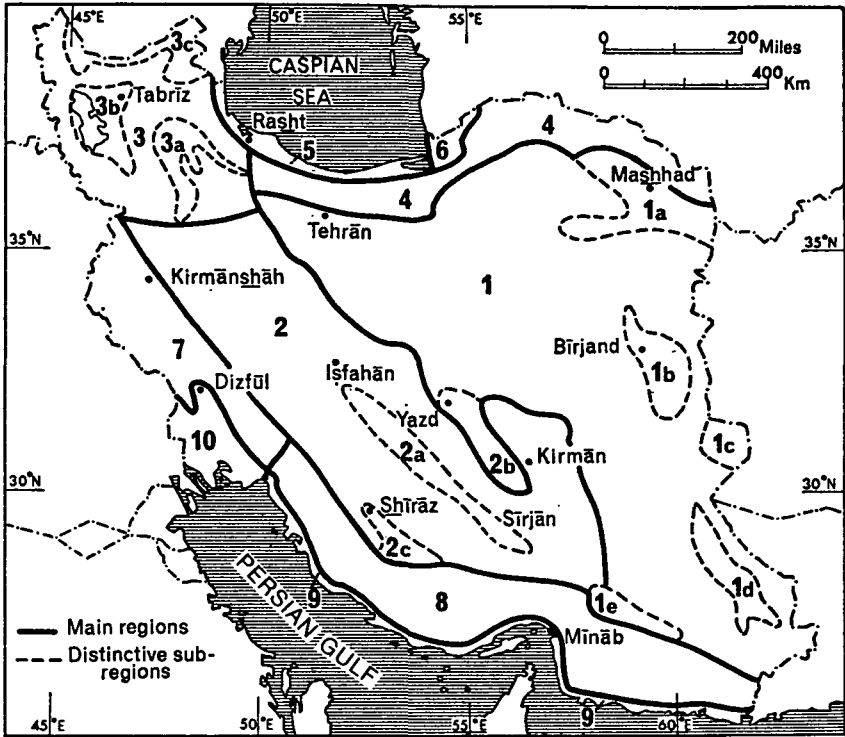 45°E
50°E
55°E
200 Miles
0
400 Km
0
CASPIAN
SEA
3c
3b
Tabrīz
3
3a
Rasht
5
6
4
4
Mashhad
1a
Tehrān
35°N
35°N
Kirmānshāh
1
2
7
Bīrjand
1b
Iṣfahān
Dizfūl
Yazd
2a
1c
10
2b
Kirmān
30°N
30°N
Shīrāz
Sīrjān
2c
1d
PERSIAN GULF
9
8
1e
Mīnāb
Main regions
Distinctive sub-
regions
9
45°E
50°E
55°E
60°E